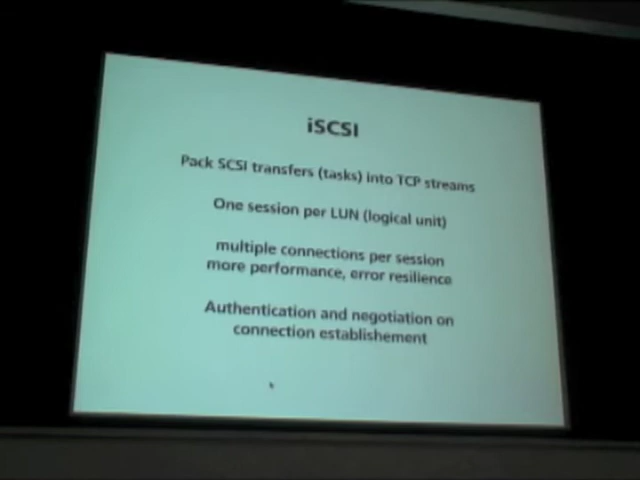 iSCSI
Pack SCSI transfers (tasks) into TCP streams
One session per LUN (logical unit)
multiple connections per session
more performance, error resilience
Authentication and negotiation on
connection establishement